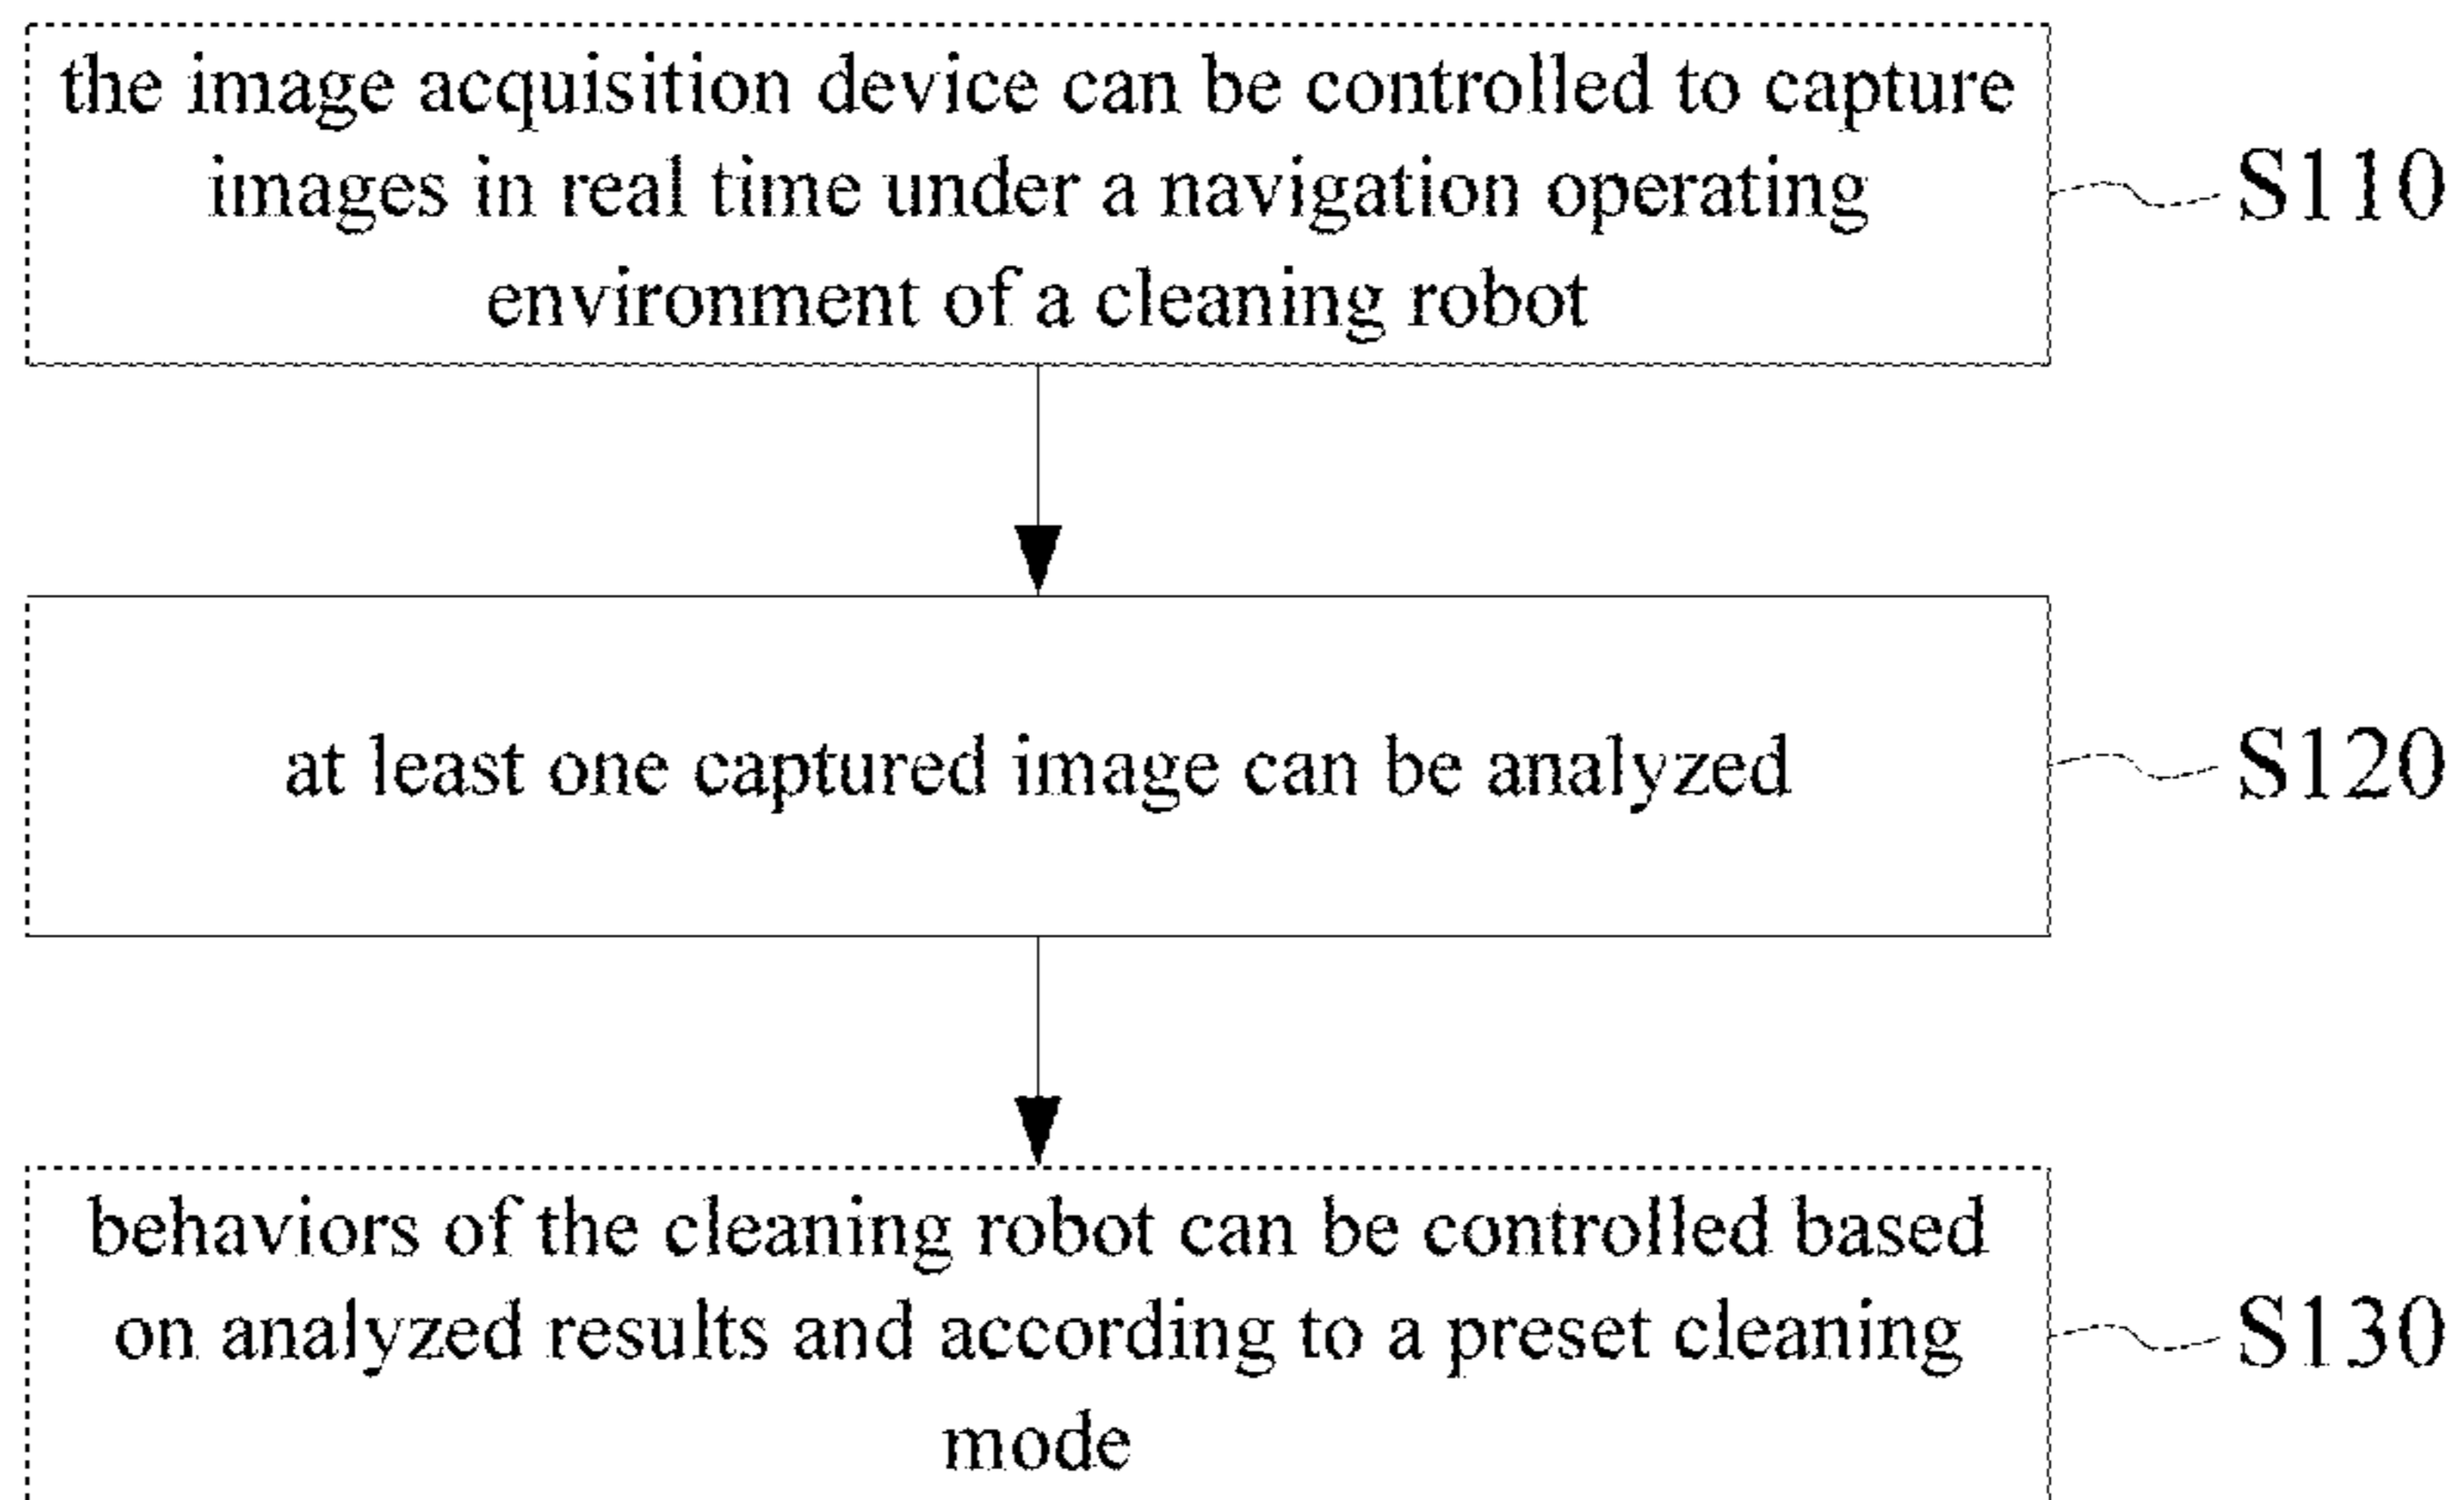 the image acquisition device can be controlled to capture
images in real time under a navigation operating
environment of a cleaning robot
S110
at least one captured image can be analyzed
S120
behaviors of the cleaning robot can be controlled based
on analyzed results and according to a preset cleaning
mode
S130